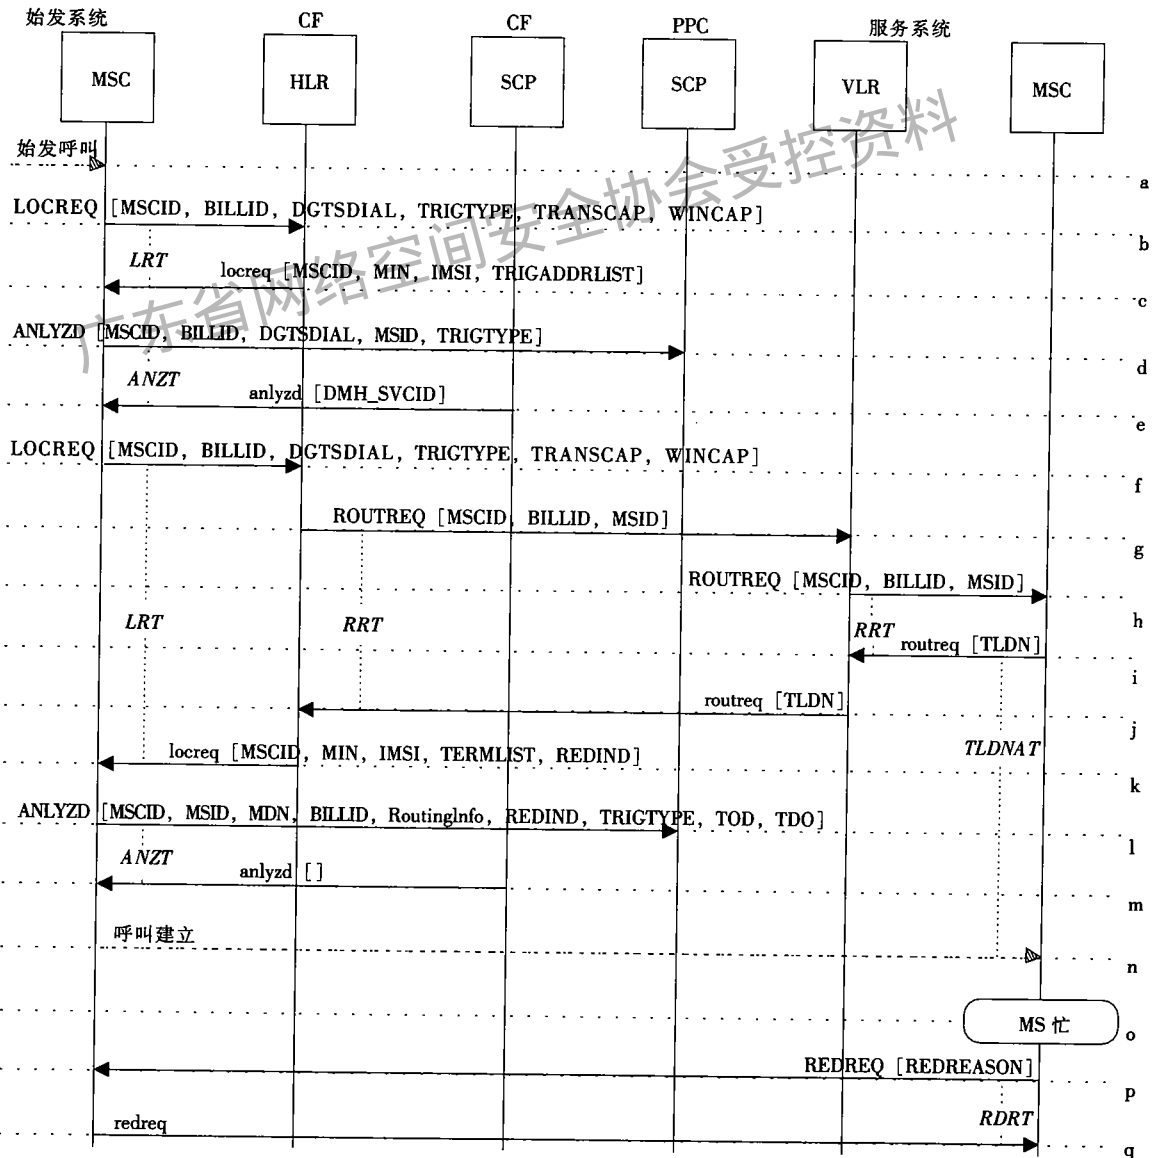 始发系统 CF CF PPC 服务系统
MSC HLR SCP SCP VLR MSC
始发呼叫
a
LOCREQ [MSCID, BILLID, DGTSDIAL, TRIGTYPE, TRANSCAP, WINCAP]
b
LRT
locreq [MSCID, MIN, IMSI, TRIGADDRLIST]
c
ANLYZD [MSCID, BILLID, DGTSDIAL, MSID, TRIGTYPE]
d
ANZT
anlyzd [DMH_SVCID]
e
LOCREQ [MSCID, BILLID, DGTSDIAL, TRIGTYPE, TRANSCAP, WINCAP]
f
ROUTREQ [MSCID, BILLID, MSID]
g
ROUTREQ [MSCID, BILLID, MSID]
h
LRT RRT RRT
routreq [TLDN]
i
routreq [TLDN]
j
TLDNAT
locreq [MSCID, MIN, IMSI, TERMLIST, REDIND]
k
ANLYZD [MSCID, MSID, MDN, BILLID, RoutingInfo, REDIND, TRIGTYPE, TOD, TDO]
l
ANZT
anlyzd []
m
呼叫建立
n
MS 忙
o
REDREQ [REDREASON]
p
RDRT
redreq
q
广东省网络空间安全协会受控资料